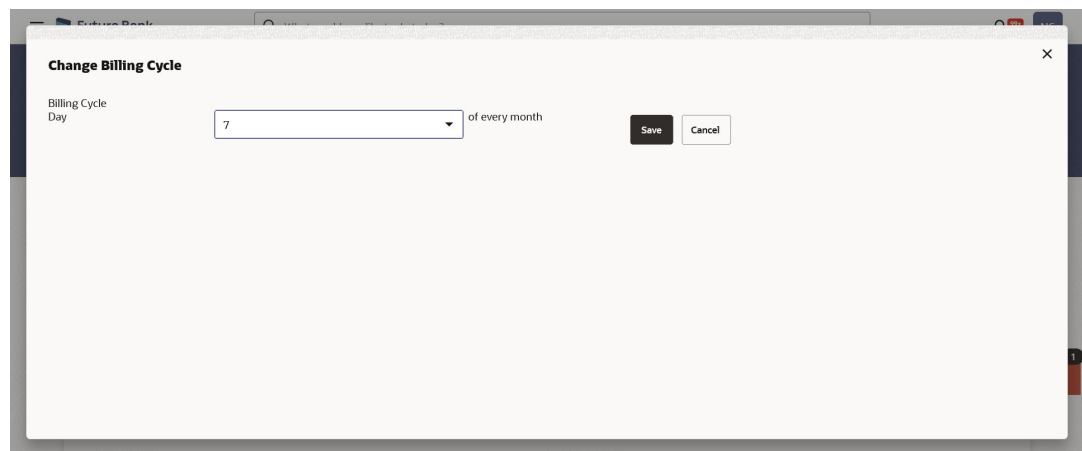 Change Billing Cycle
Billing Cycle
Day
7
of every month
Save
Cancel
1